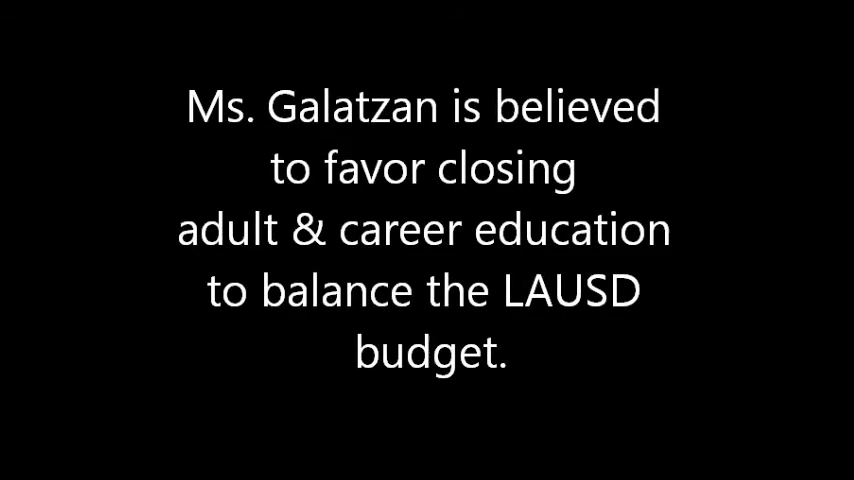 Ms. Galatzan is believed
to favor closing
adult & career education
to balance the LAUSD
budget.